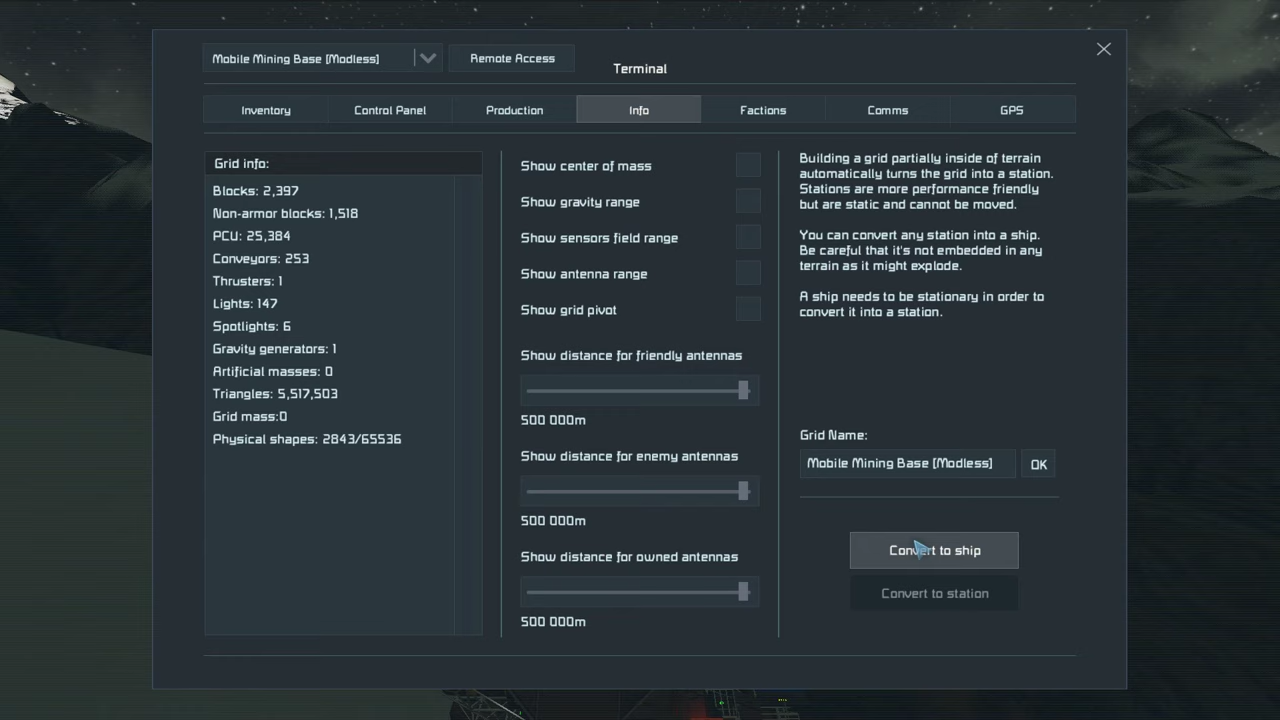 Mobile Mining Base [Modless]
Remote Access
Terminal
Inventory
Control Panel
Production
Info
Factions
Comms
GPS
Grid info:
Blocks: 2,397
Non-armor blocks: 1,518
PCU: 25,384
Conveyors: 253
Thrusters: 1
Lights: 147
Spotlights: 6
Gravity generators: 1
Artificial masses: 0
Triangles: 5,517,503
Grid mass:0
Physical shapes: 2843/65536
Show center of mass
Show gravity range
Show sensors field range
Show antenna range
Show grid pivot
Show distance for friendly antennas
500 000m
Show distance for enemy antennas
500 000m
Show distance for owned antennas
500 000m
Building a grid partially inside of terrain
automatically turns the grid into a station.
Stations are more performance friendly
but are static and cannot be moved.
You can convert any station into a ship.
Be careful that it's not embedded in any
terrain as it might explode.
A ship needs to be stationary in order to
convert it into a station.
Grid Name:
Mobile Mining Base [Modless]
OK
Convert to ship
Convert to station